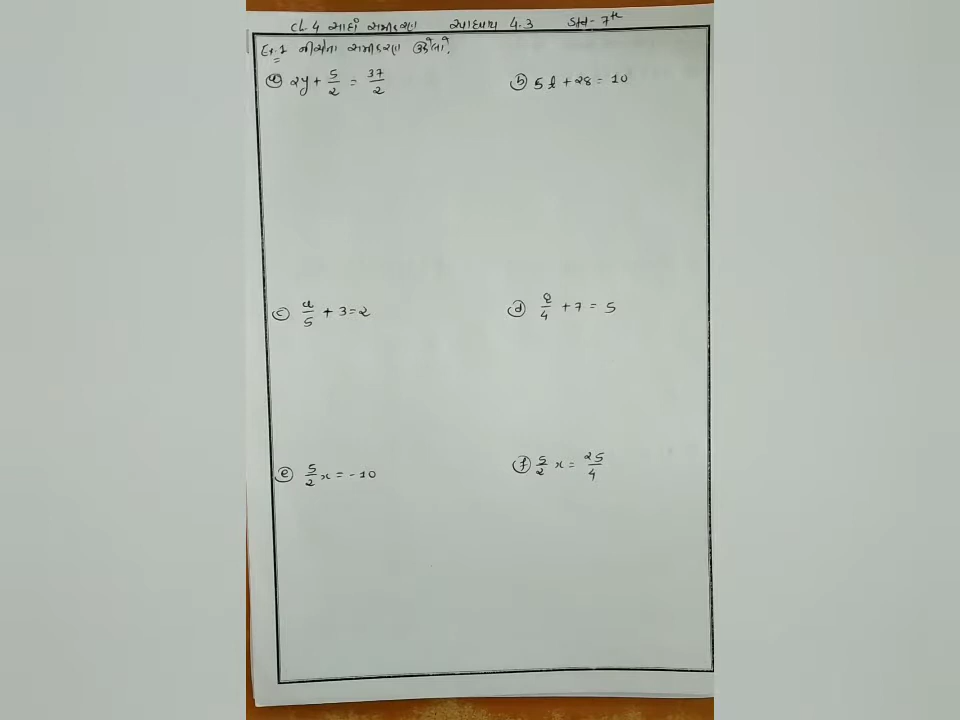 Ch.4 સાદાં સમીકરણ સ્વાધ્યાય 4.3 Std- 7th
Ex.1 નીચેના સમીકરણો ઉકેલો.
(a) 2y + 5/2 = 37/2 (b) 5t + 28 = 10
(c) a/5 + 3 = 2 (d) q/4 + 7 = 5
(e) 5/2 x = -10 (f) 5/2 x = 25/4